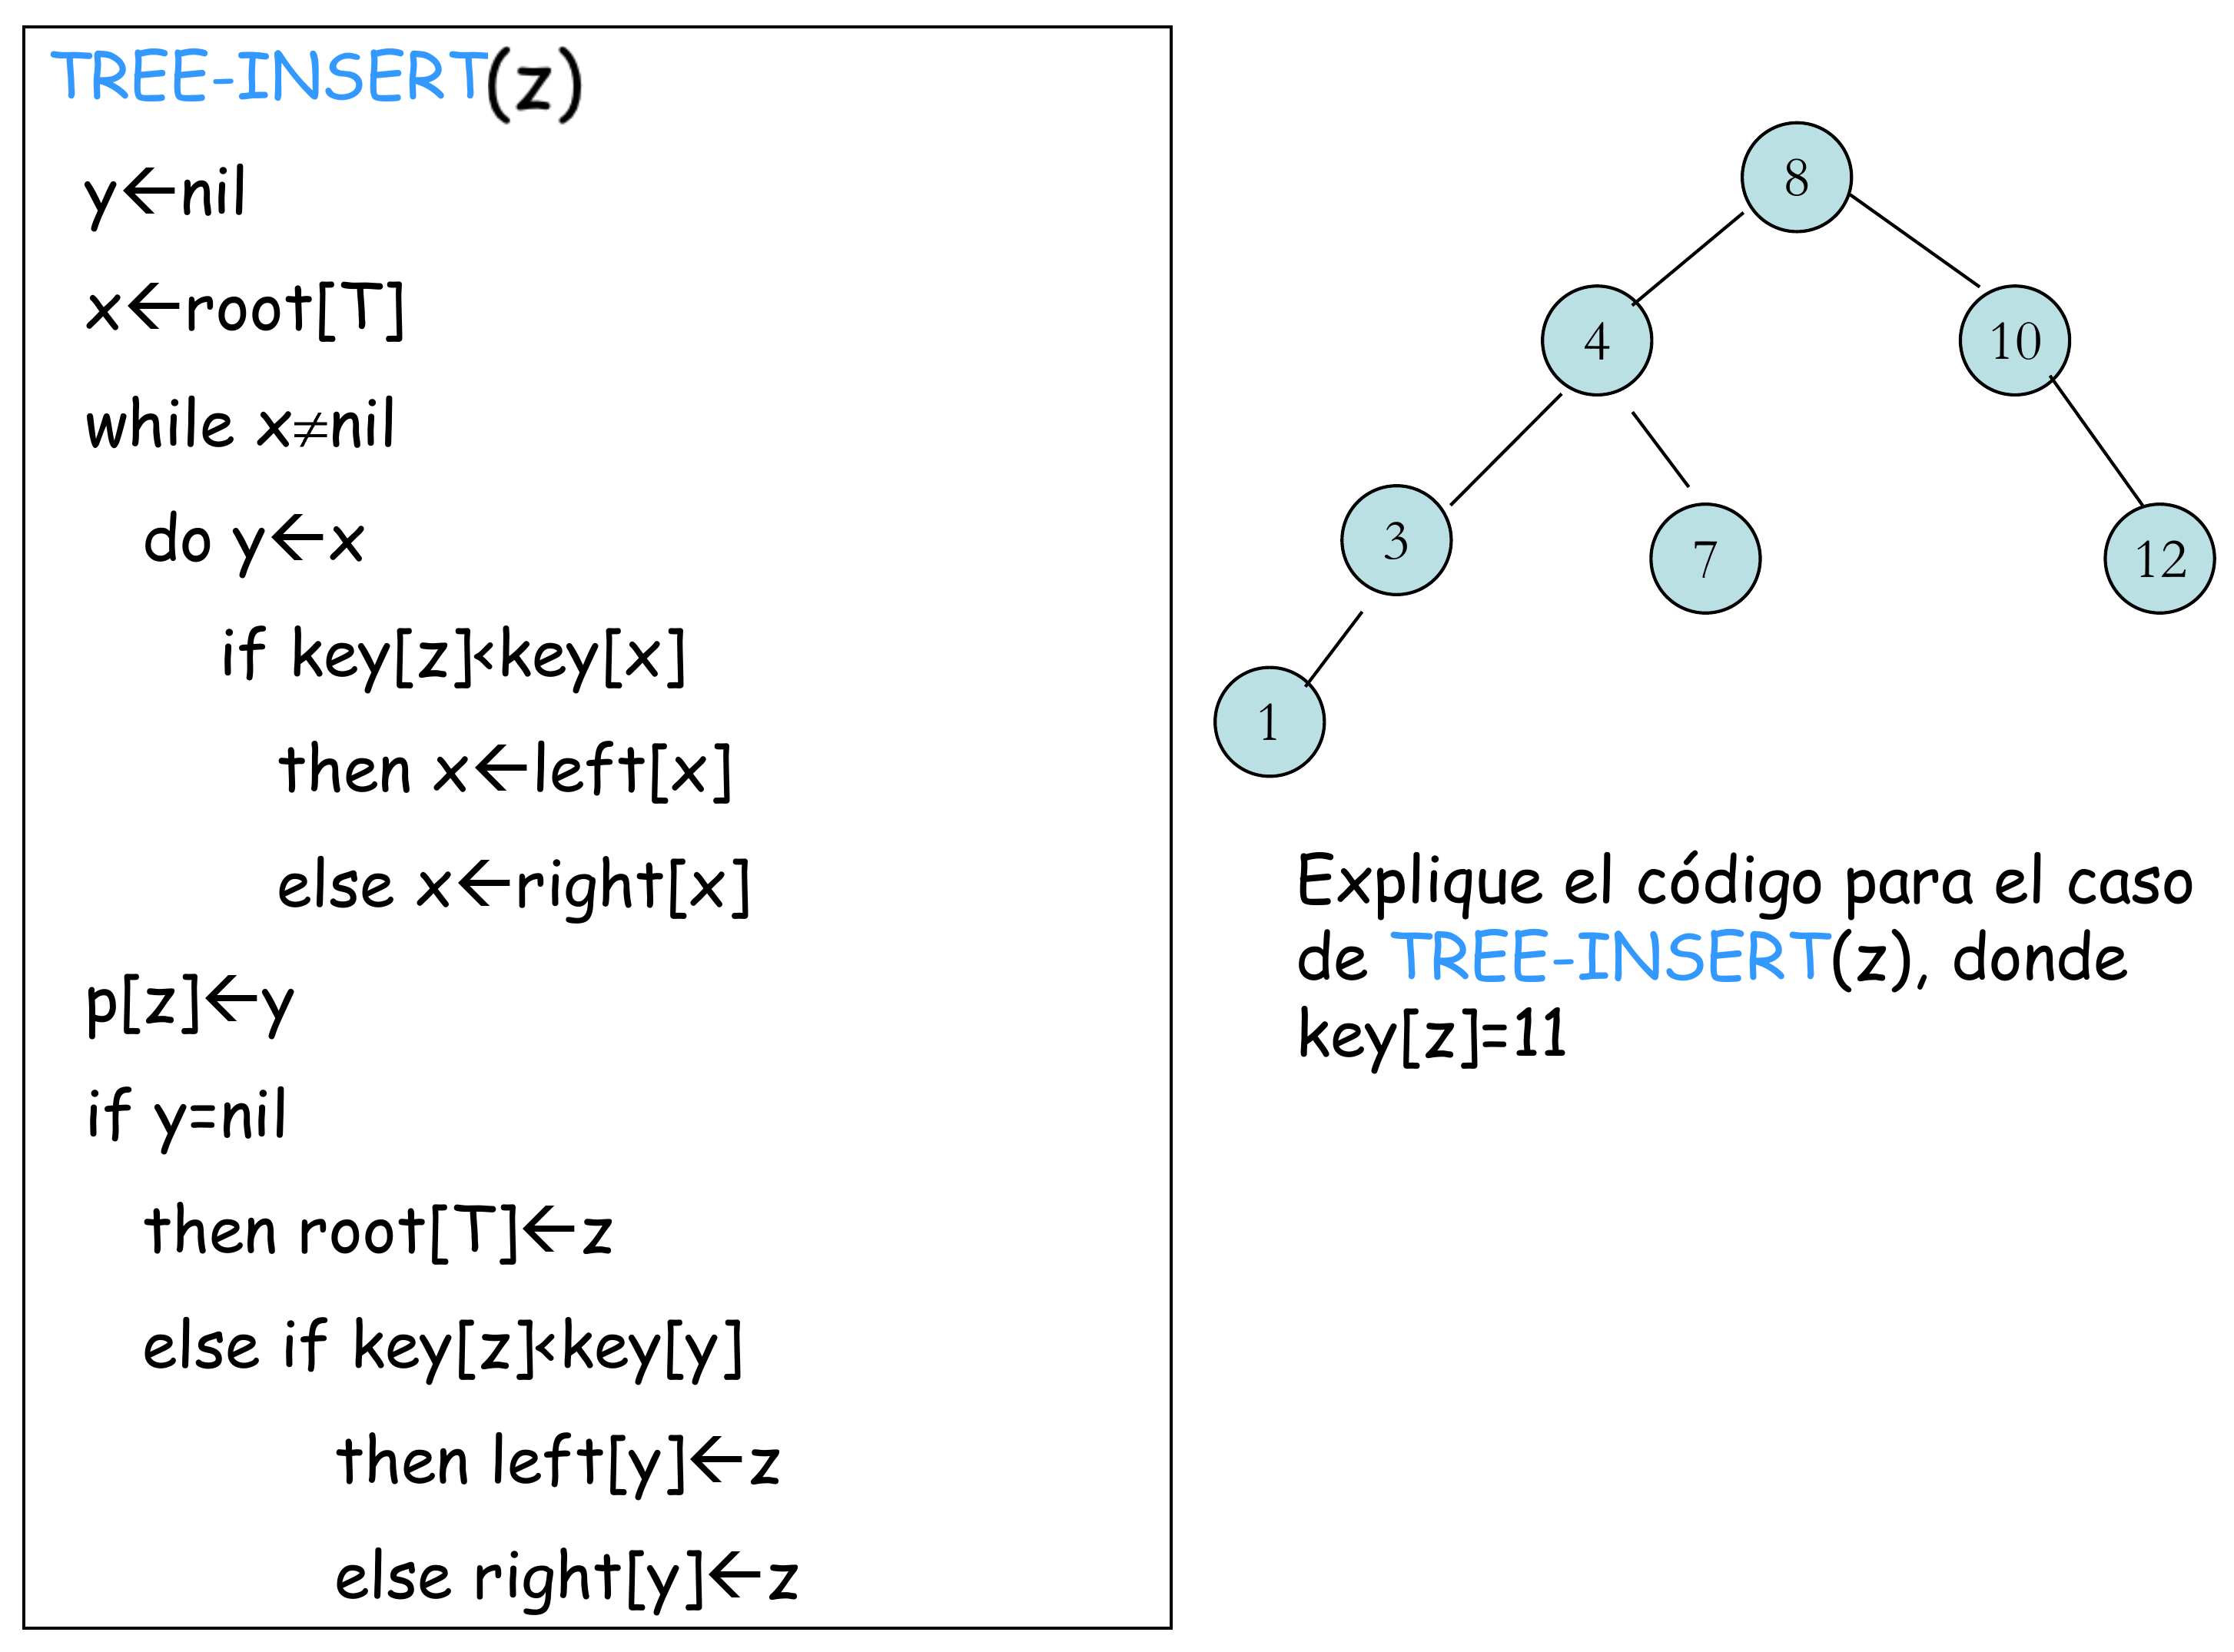 TREE-INSERT(z)
y←nil
x←root[T]
while x≠nil
do y←x
if key[z]<key[x]
then x←left[x]
else x←right[x]
p[z]←y
if y=nil
then root[T]←z
else if key[z]<key[y]
then left[y]←z
else right[y]←z
8
4
10
3
7
12
1
Explique el código para el caso
de TREE-INSERT(z), donde
key[z]=11